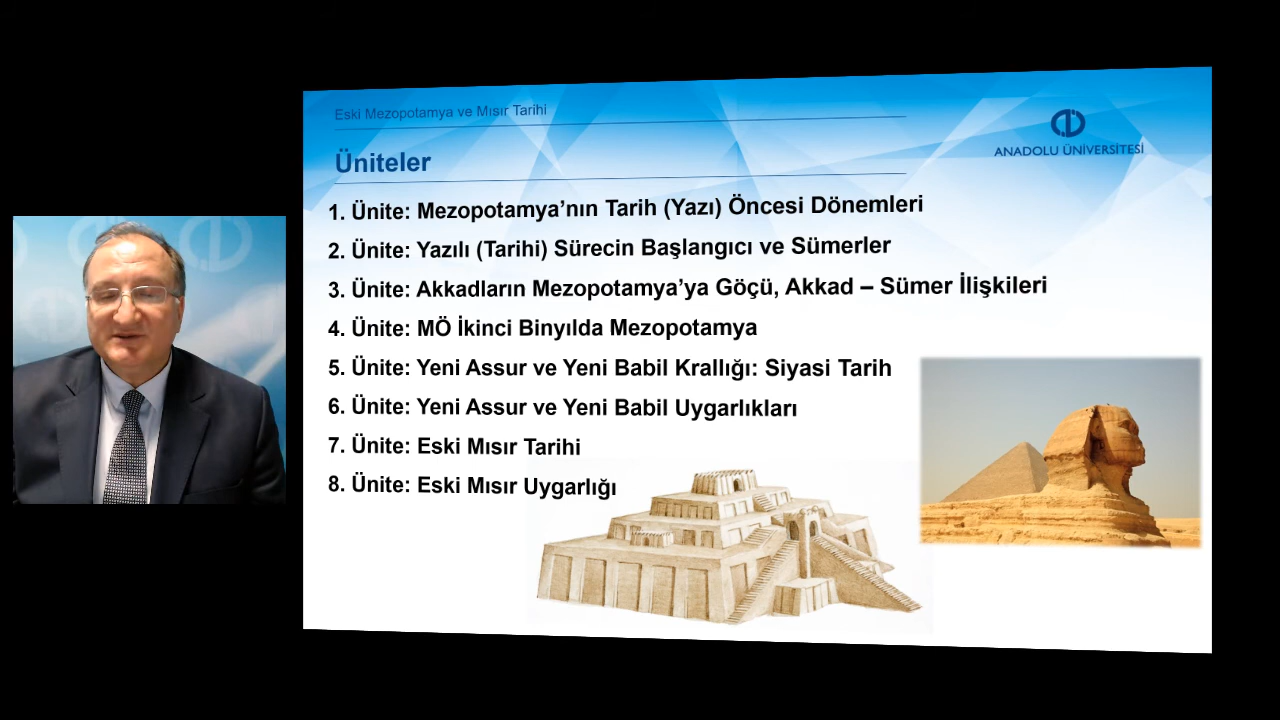 Eski Mezopotamya ve Mısır Tarihi
ANADOLU ÜNİVERSİTESİ
Üniteler
1. Ünite: Mezopotamya’nın Tarih (Yazı) Öncesi Dönemleri
2. Ünite: Yazılı (Tarihi) Sürecin Başlangıcı ve Sümerler
3. Ünite: Akkadların Mezopotamya’ya Göçü, Akkad – Sümer İlişkileri
4. Ünite: MÖ İkinci Binyılda Mezopotamya
5. Ünite: Yeni Assur ve Yeni Babil Krallığı: Siyasi Tarih
6. Ünite: Yeni Assur ve Yeni Babil Uygarlıkları
7. Ünite: Eski Mısır Tarihi
8. Ünite: Eski Mısır Uygarlığı